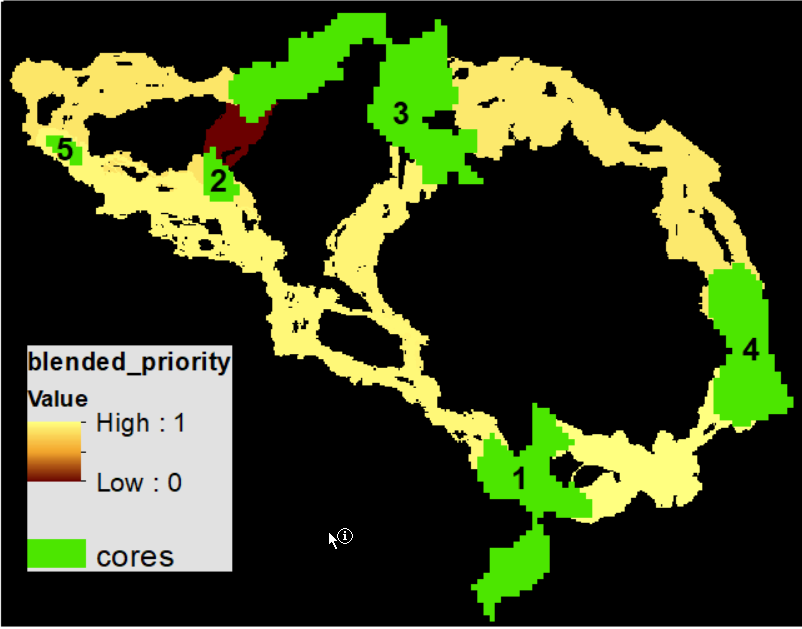 3
5
2
4
1
blended_priority
Value
High : 1
Low : 0
cores